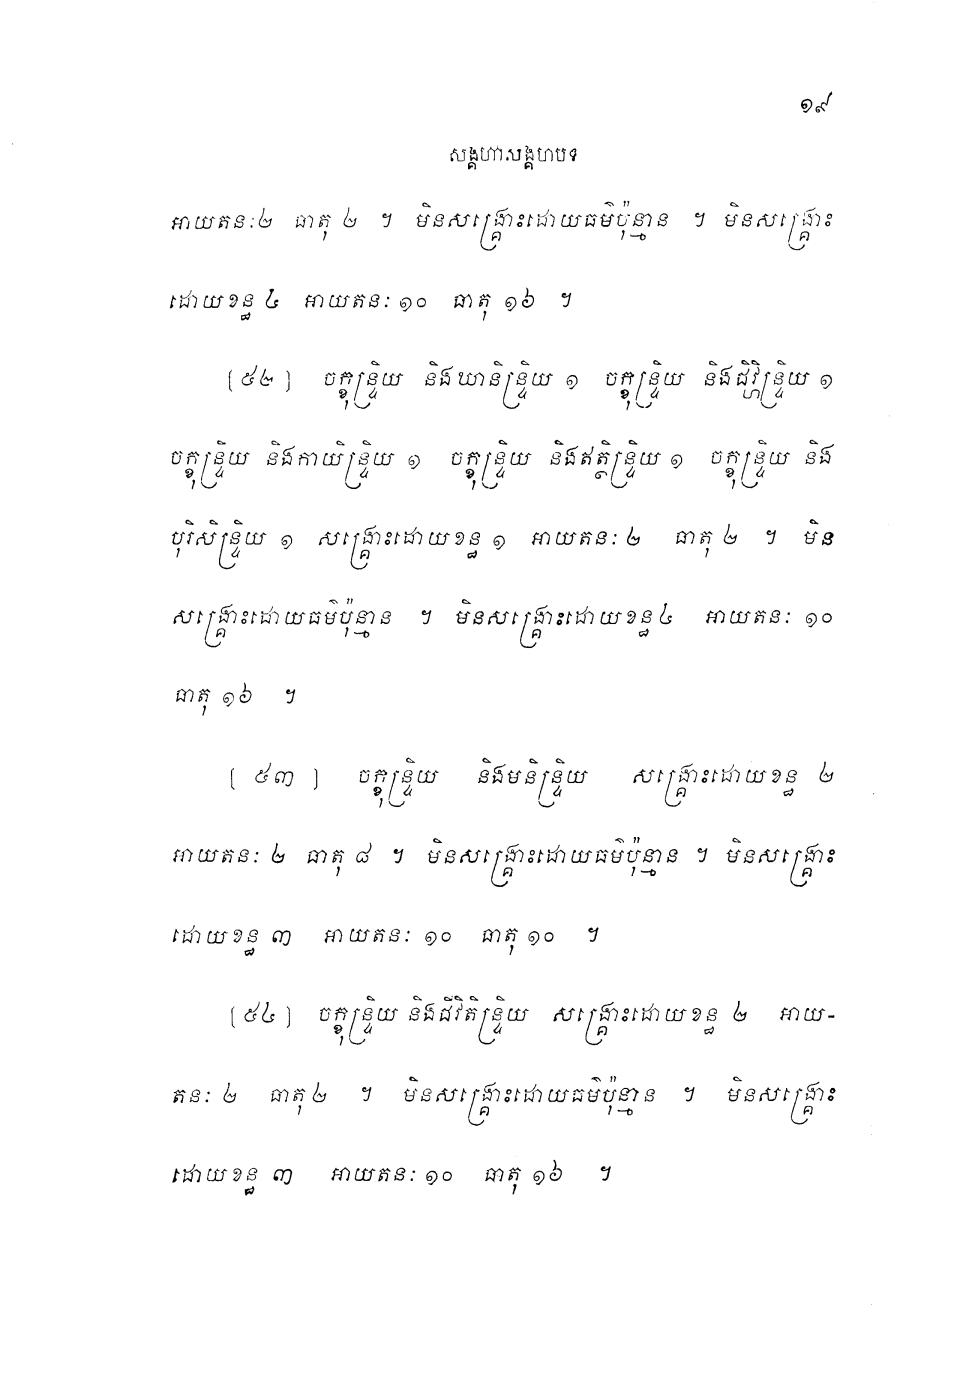 ១៩
សង្គហាសង្គហបទ
អាយតនៈ២ ធាតុ ២ ។ មិនសង្គ្រោះដោយធម៌ប៉ុន្មាន ។ មិនសង្គ្រោះ
ដោយខន្ធ ៤ អាយតនៈ ១០ ធាតុ ១៦ ។
[ ៥២ ] ចក្ខុន្ទ្រិយ និងឃានិន្ទ្រិយ ១ ចក្ខុន្ទ្រិយ និងជិវ្ហិន្ទ្រិយ ១
ចក្ខុន្ទ្រិយ និងកាយិន្ទ្រិយ ១ ចក្ខុន្ទ្រិយ និងឥត្ថិន្ទ្រិយ ១ ចក្ខុន្ទ្រិយ និង
បុរិសិន្ទ្រិយ ១ សង្គ្រោះដោយខន្ធ ១ អាយតនៈ ២ ធាតុ ២ ។ មិន
សង្គ្រោះដោយធម៌ប៉ុន្មាន ។ មិនសង្គ្រោះដោយខន្ធ ៤ អាយតនៈ ១០
ធាតុ ១៦ ។
[ ៥៣ ] ចក្ខុន្ទ្រិយ និងមនិន្ទ្រិយ សង្គ្រោះដោយខន្ធ ២
អាយតនៈ ២ ធាតុ ៨ ។ មិនសង្គ្រោះដោយធម៌ប៉ុន្មាន ។ មិនសង្គ្រោះ
ដោយខន្ធ ៣ អាយតនៈ ១០ ធាតុ ១០ ។
[ ៥៤ ] ចក្ខុន្ទ្រិយ និងជីវិតិន្ទ្រិយ សង្គ្រោះដោយខន្ធ ២ អាយ-
តនៈ ២ ធាតុ ២ ។ មិនសង្គ្រោះដោយធម៌ប៉ុន្មាន ។ មិនសង្គ្រោះ
ដោយខន្ធ ៣ អាយតនៈ ១០ ធាតុ ១៦ ។